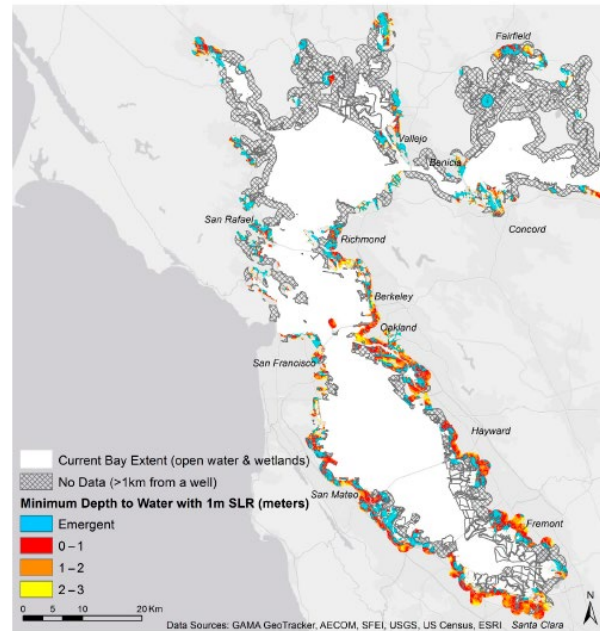 Fairfield
Vallejo
Benicia
San Rafael
Concord
Richmond
Berkeley
Oakland
San Francisco
Hayward
Current Bay Extent (open water & wetlands)
No Data (>1km from a well)
San Mateo
Minimum Depth to Water with 1m SLR (meters)
Fremont
Emergent
0 – 1
1 – 2
2 – 3
N
0 5 10 20 Km
Data Sources: GAMA GeoTracker, AECOM, SFEI, USGS, US Census, ESRI
Santa Clara